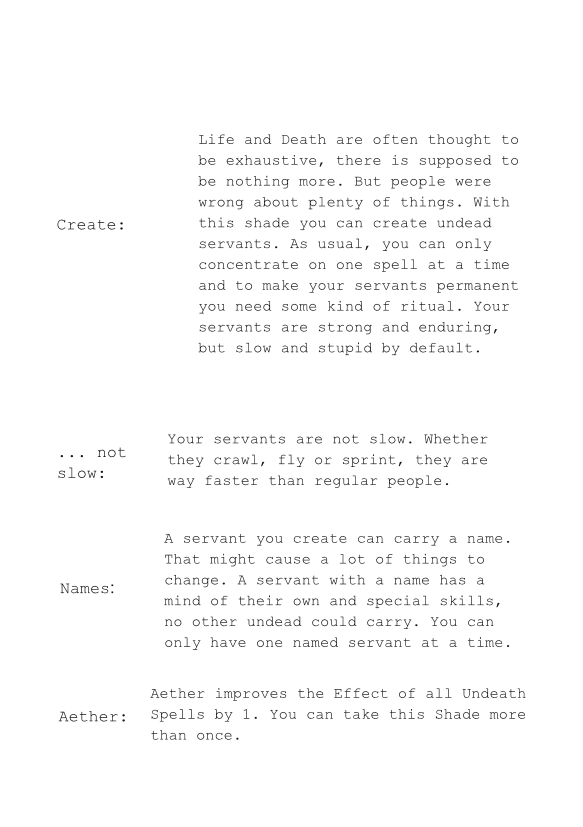 Create:
Life and Death are often thought to
be exhaustive, there is supposed to
be nothing more. But people were
wrong about plenty of things. With
this shade you can create undead
servants. As usual, you can only
concentrate on one spell at a time
and to make your servants permanent
you need some kind of ritual. Your
servants are strong and enduring,
but slow and stupid by default.
... not
slow:
Your servants are not slow. Whether
they crawl, fly or sprint, they are
way faster than regular people.
Names:
A servant you create can carry a name.
That might cause a lot of things to
change. A servant with a name has a
mind of their own and special skills,
no other undead could carry. You can
only have one named servant at a time.
Aether:
Aether improves the Effect of all Undeath
Spells by 1. You can take this Shade more
than once.